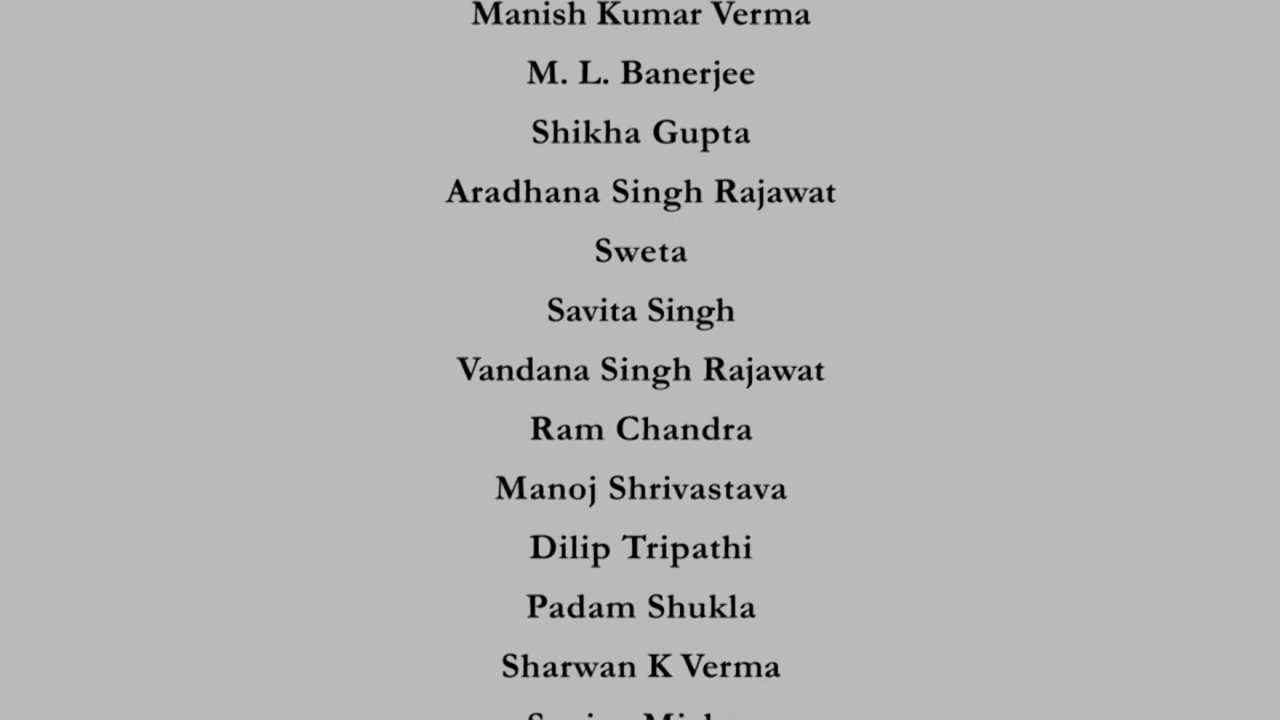 Manish Kumar Verma
M. L. Banerjee
Shikha Gupta
Aradhana Singh Rajawat
Sweta
Savita Singh
Vandana Singh Rajawat
Ram Chandra
Manoj Shrivastava
Dilip Tripathi
Padam Shukla
Sharwan K Verma